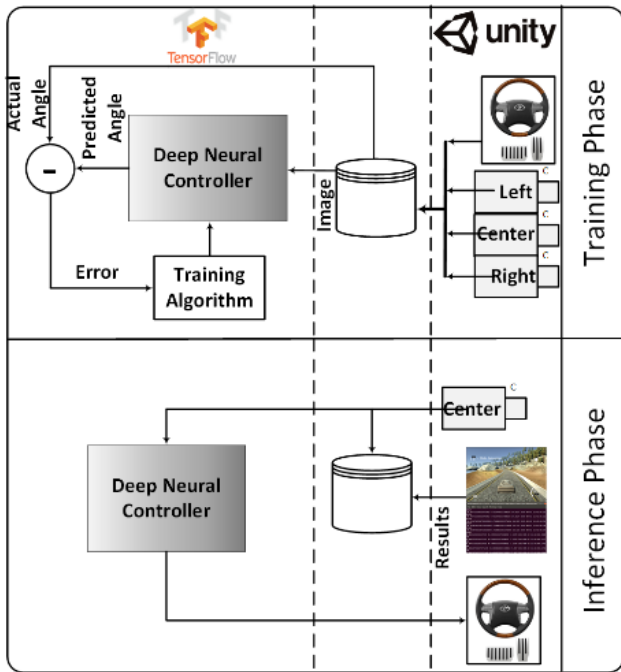 TensorFlow
unity
Actual
Angle
Predicted
Angle
Deep Neural
Controller
Image
C
Left
C
Center
C
Right
Error
Training
Algorithm
Training Phase
C
Center
Deep Neural
Controller
Results
Inference Phase